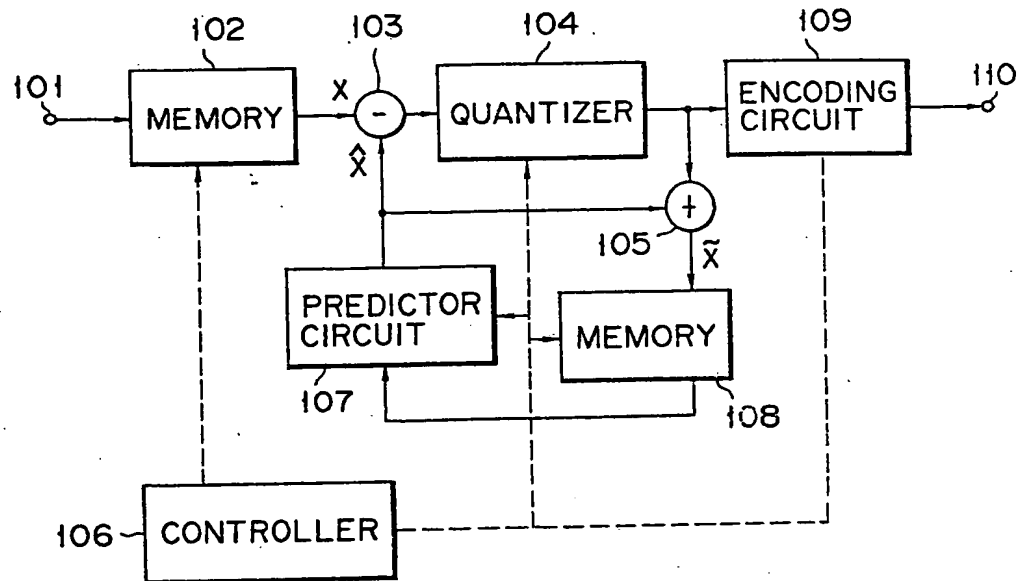 102
103
104
109
101
110
MEMORY
X
-
QUANTIZER
ENCODING
CIRCUIT
X̂
+
105
X̃
PREDICTOR
CIRCUIT
MEMORY
107
108
106
CONTROLLER